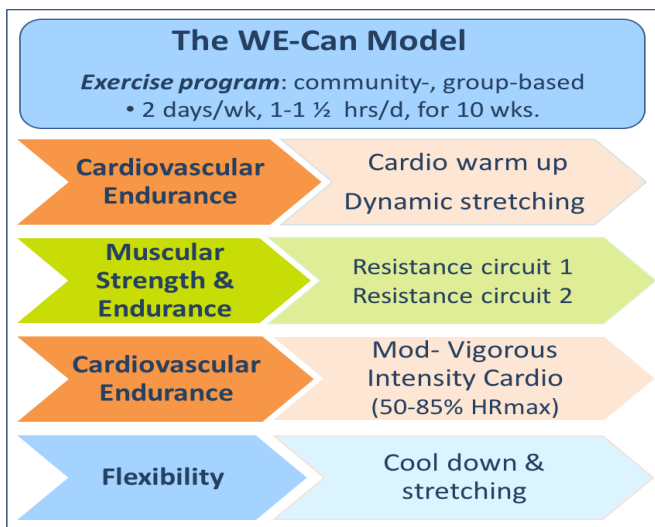 The WE-Can Model
Exercise program: community-, group-based
• 2 days/wk, 1-1 ½ hrs/d, for 10 wks.
Cardiovascular
Endurance
Cardio warm up
Dynamic stretching
Muscular
Strength &
Endurance
Resistance circuit 1
Resistance circuit 2
Cardiovascular
Endurance
Mod- Vigorous
Intensity Cardio
(50-85% HRmax)
Flexibility
Cool down &
stretching